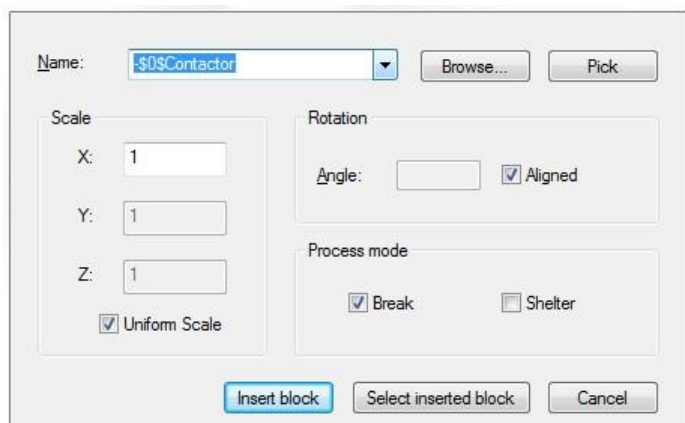 Name: -$0$Contactor Browse... Pick
Scale
X: 1
Y: 1
Z: 1
Uniform Scale
Rotation
Angle: Aligned
Process mode
Break Shelter
Insert block Select inserted block Cancel